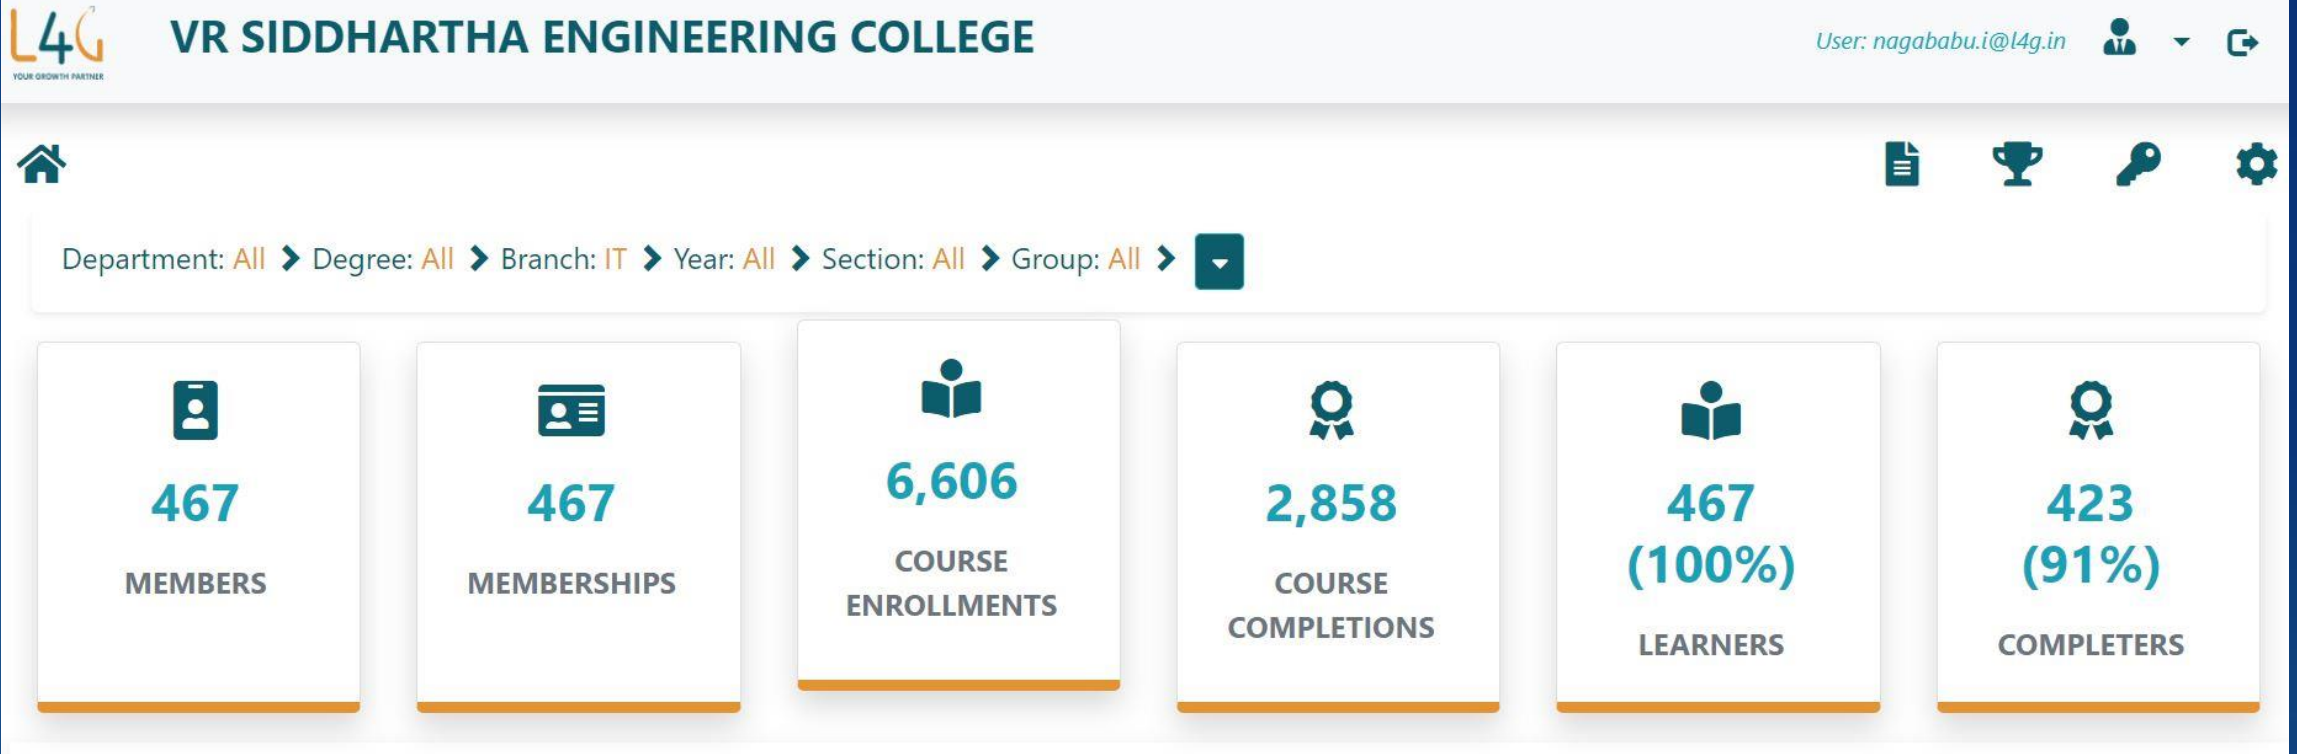 L4G
YOUR GROWTH PARTNER
VR SIDDHARTHA ENGINEERING COLLEGE
User: nagababu.i@l4g.in
Department: All > Degree: All > Branch: IT > Year: All > Section: All > Group: All >
467
MEMBERS
467
MEMBERSHIPS
6,606
COURSE
ENROLLMENTS
2,858
COURSE
COMPLETIONS
467
(100%)
LEARNERS
423
(91%)
COMPLETERS